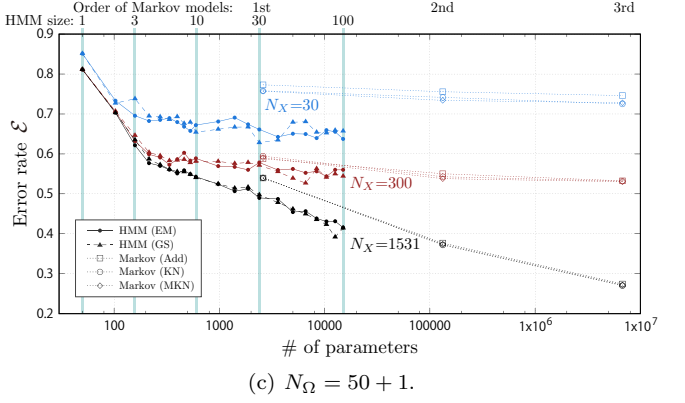 Order of Markov models: 1st 2nd 3rd
HMM size: 1 3 10 30 100
0.9
0.8
0.7
0.6
0.5
0.4
0.3
0.2
Error rate ℰ
N_X=30
N_X=300
N_X=1531
HMM (EM)
HMM (GS)
Markov (Add)
Markov (KN)
Markov (MKN)
100 1000 10000 100000 1x10^6 1x10^7
# of parameters
(c) N_Ω = 50 + 1.